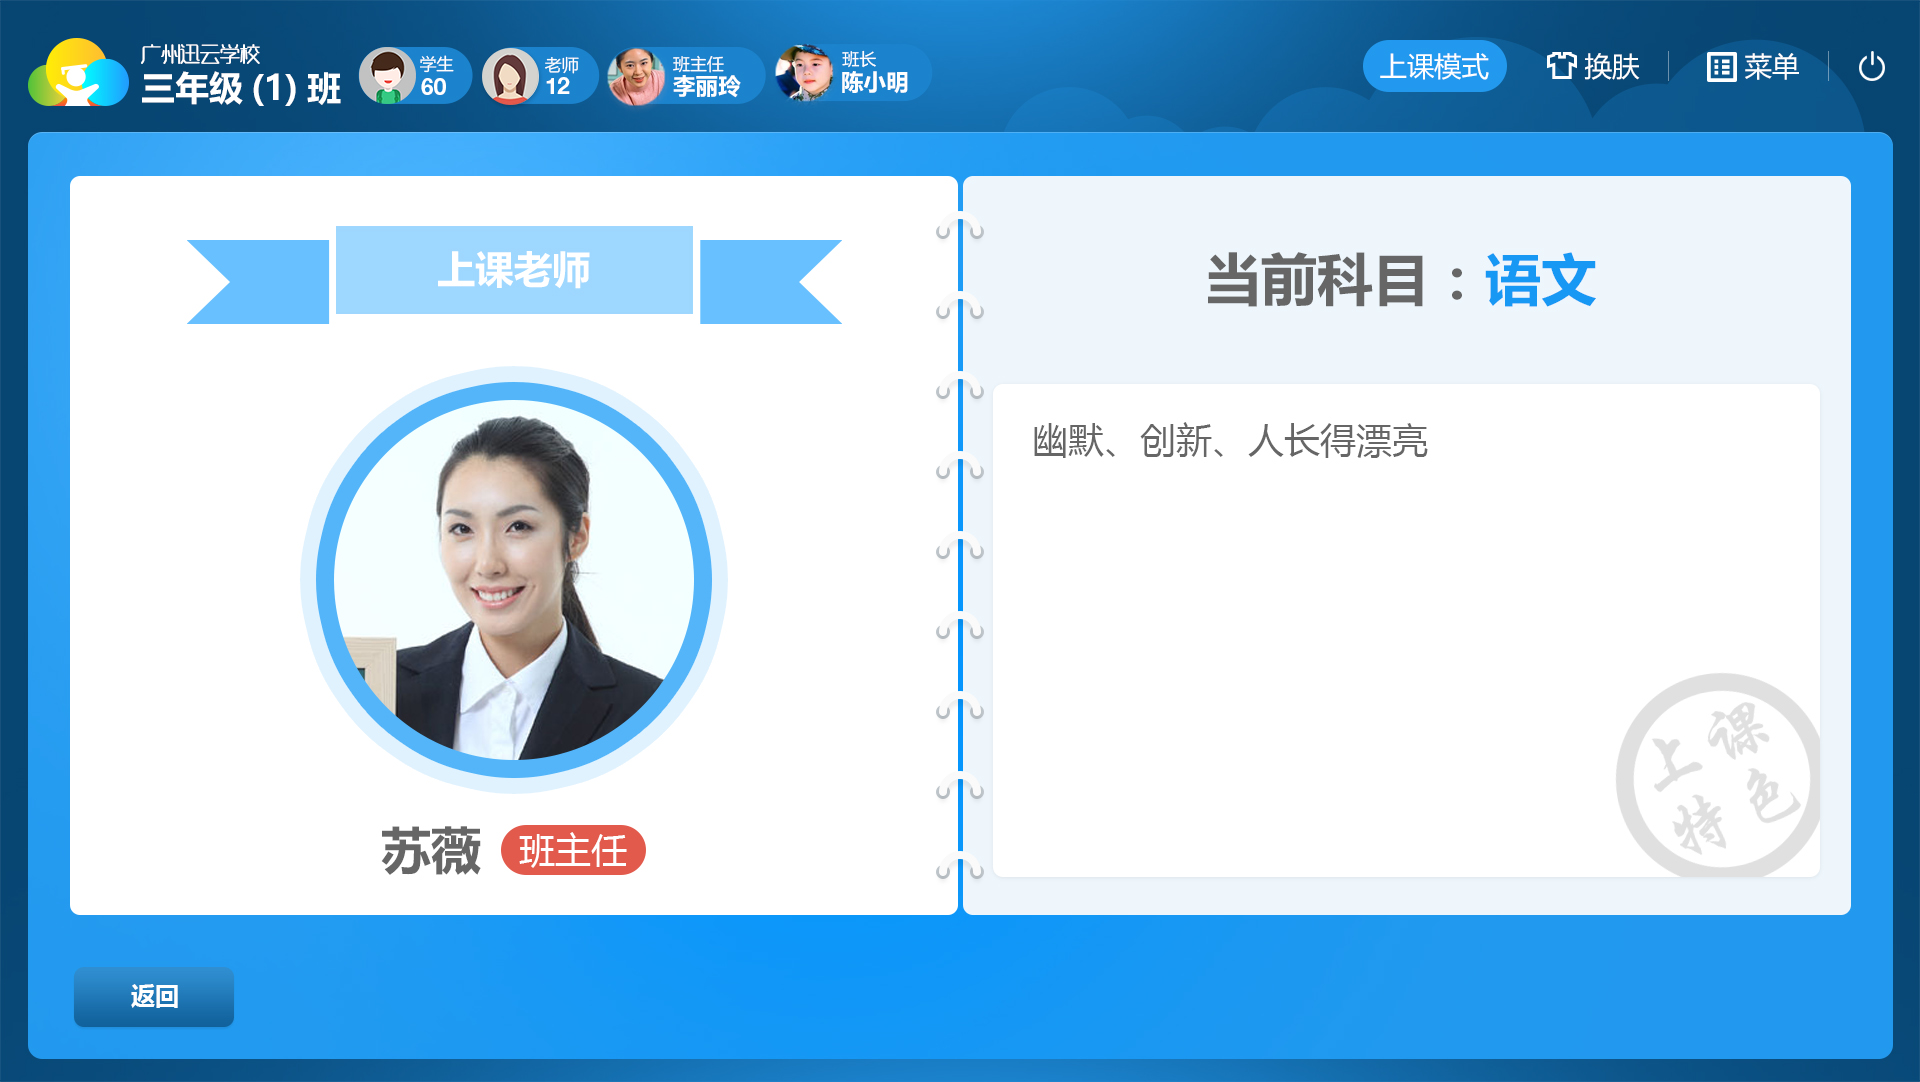 广州迅云学校
三年级 (1) 班
学生
60
老师
12
班主任
李丽玲
班长
陈小明
上课模式
换肤
菜单
上课老师
当前科目：语文
幽默、创新、人长得漂亮
上课
特色
苏薇 班主任
返回